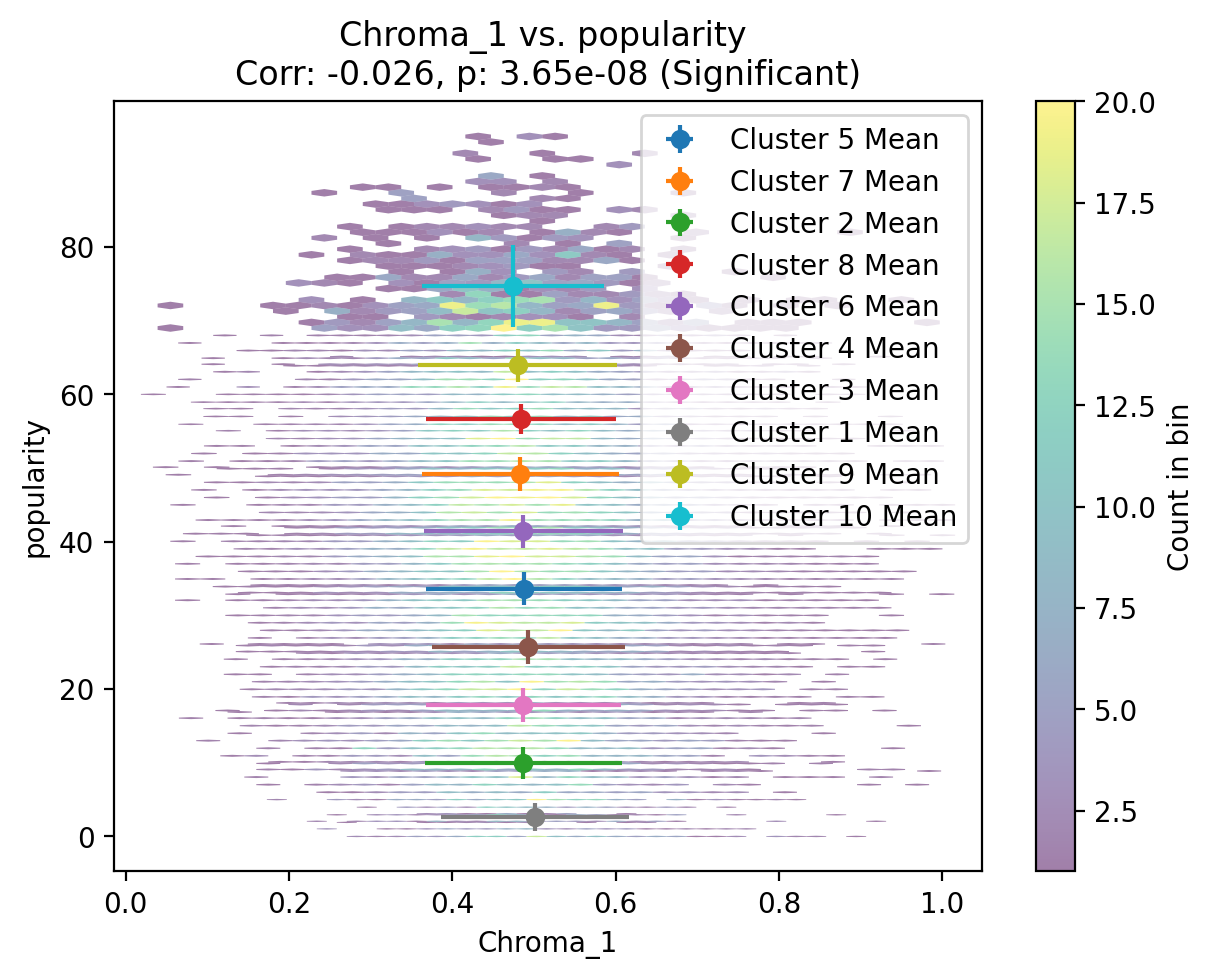 Chroma_1 vs. popularity
Corr: -0.026, p: 3.65e-08 (Significant)
popularity
80
60
40
20
0
Cluster 5 Mean
Cluster 7 Mean
Cluster 2 Mean
Cluster 8 Mean
Cluster 6 Mean
Cluster 4 Mean
Cluster 3 Mean
Cluster 1 Mean
Cluster 9 Mean
Cluster 10 Mean
0.0 0.2 0.4 0.6 0.8 1.0
Chroma_1
20.0
17.5
15.0
12.5
10.0
7.5
5.0
2.5
Count in bin